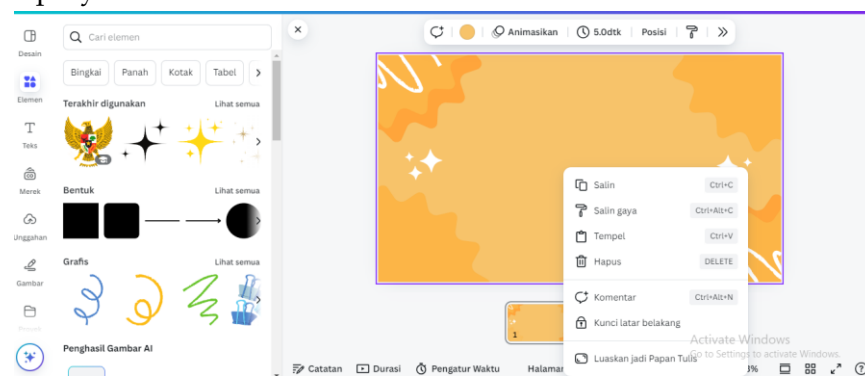 Desain
Elemen
Teks
Merek
Unggahan
Gambar
Cari elemen
Bingkai Panah Kotak Tabel
Terakhir digunakan Lihat semua
Bentuk Lihat semua
Grafis Lihat semua
Penghasil Gambar AI
Animasikan 5.0dtk Posisi
Salin Ctrl+C
Salin gaya Ctrl+Alt+C
Tempel Ctrl+V
Hapus DELETE
Komentar Ctrl+Alt+N
Kunci latar belakang
Luaskan jadi Papan Tulis
1
Activate Windows
Go to Settings to activate Windows.
Catatan Durasi Pengatur Waktu Halaman